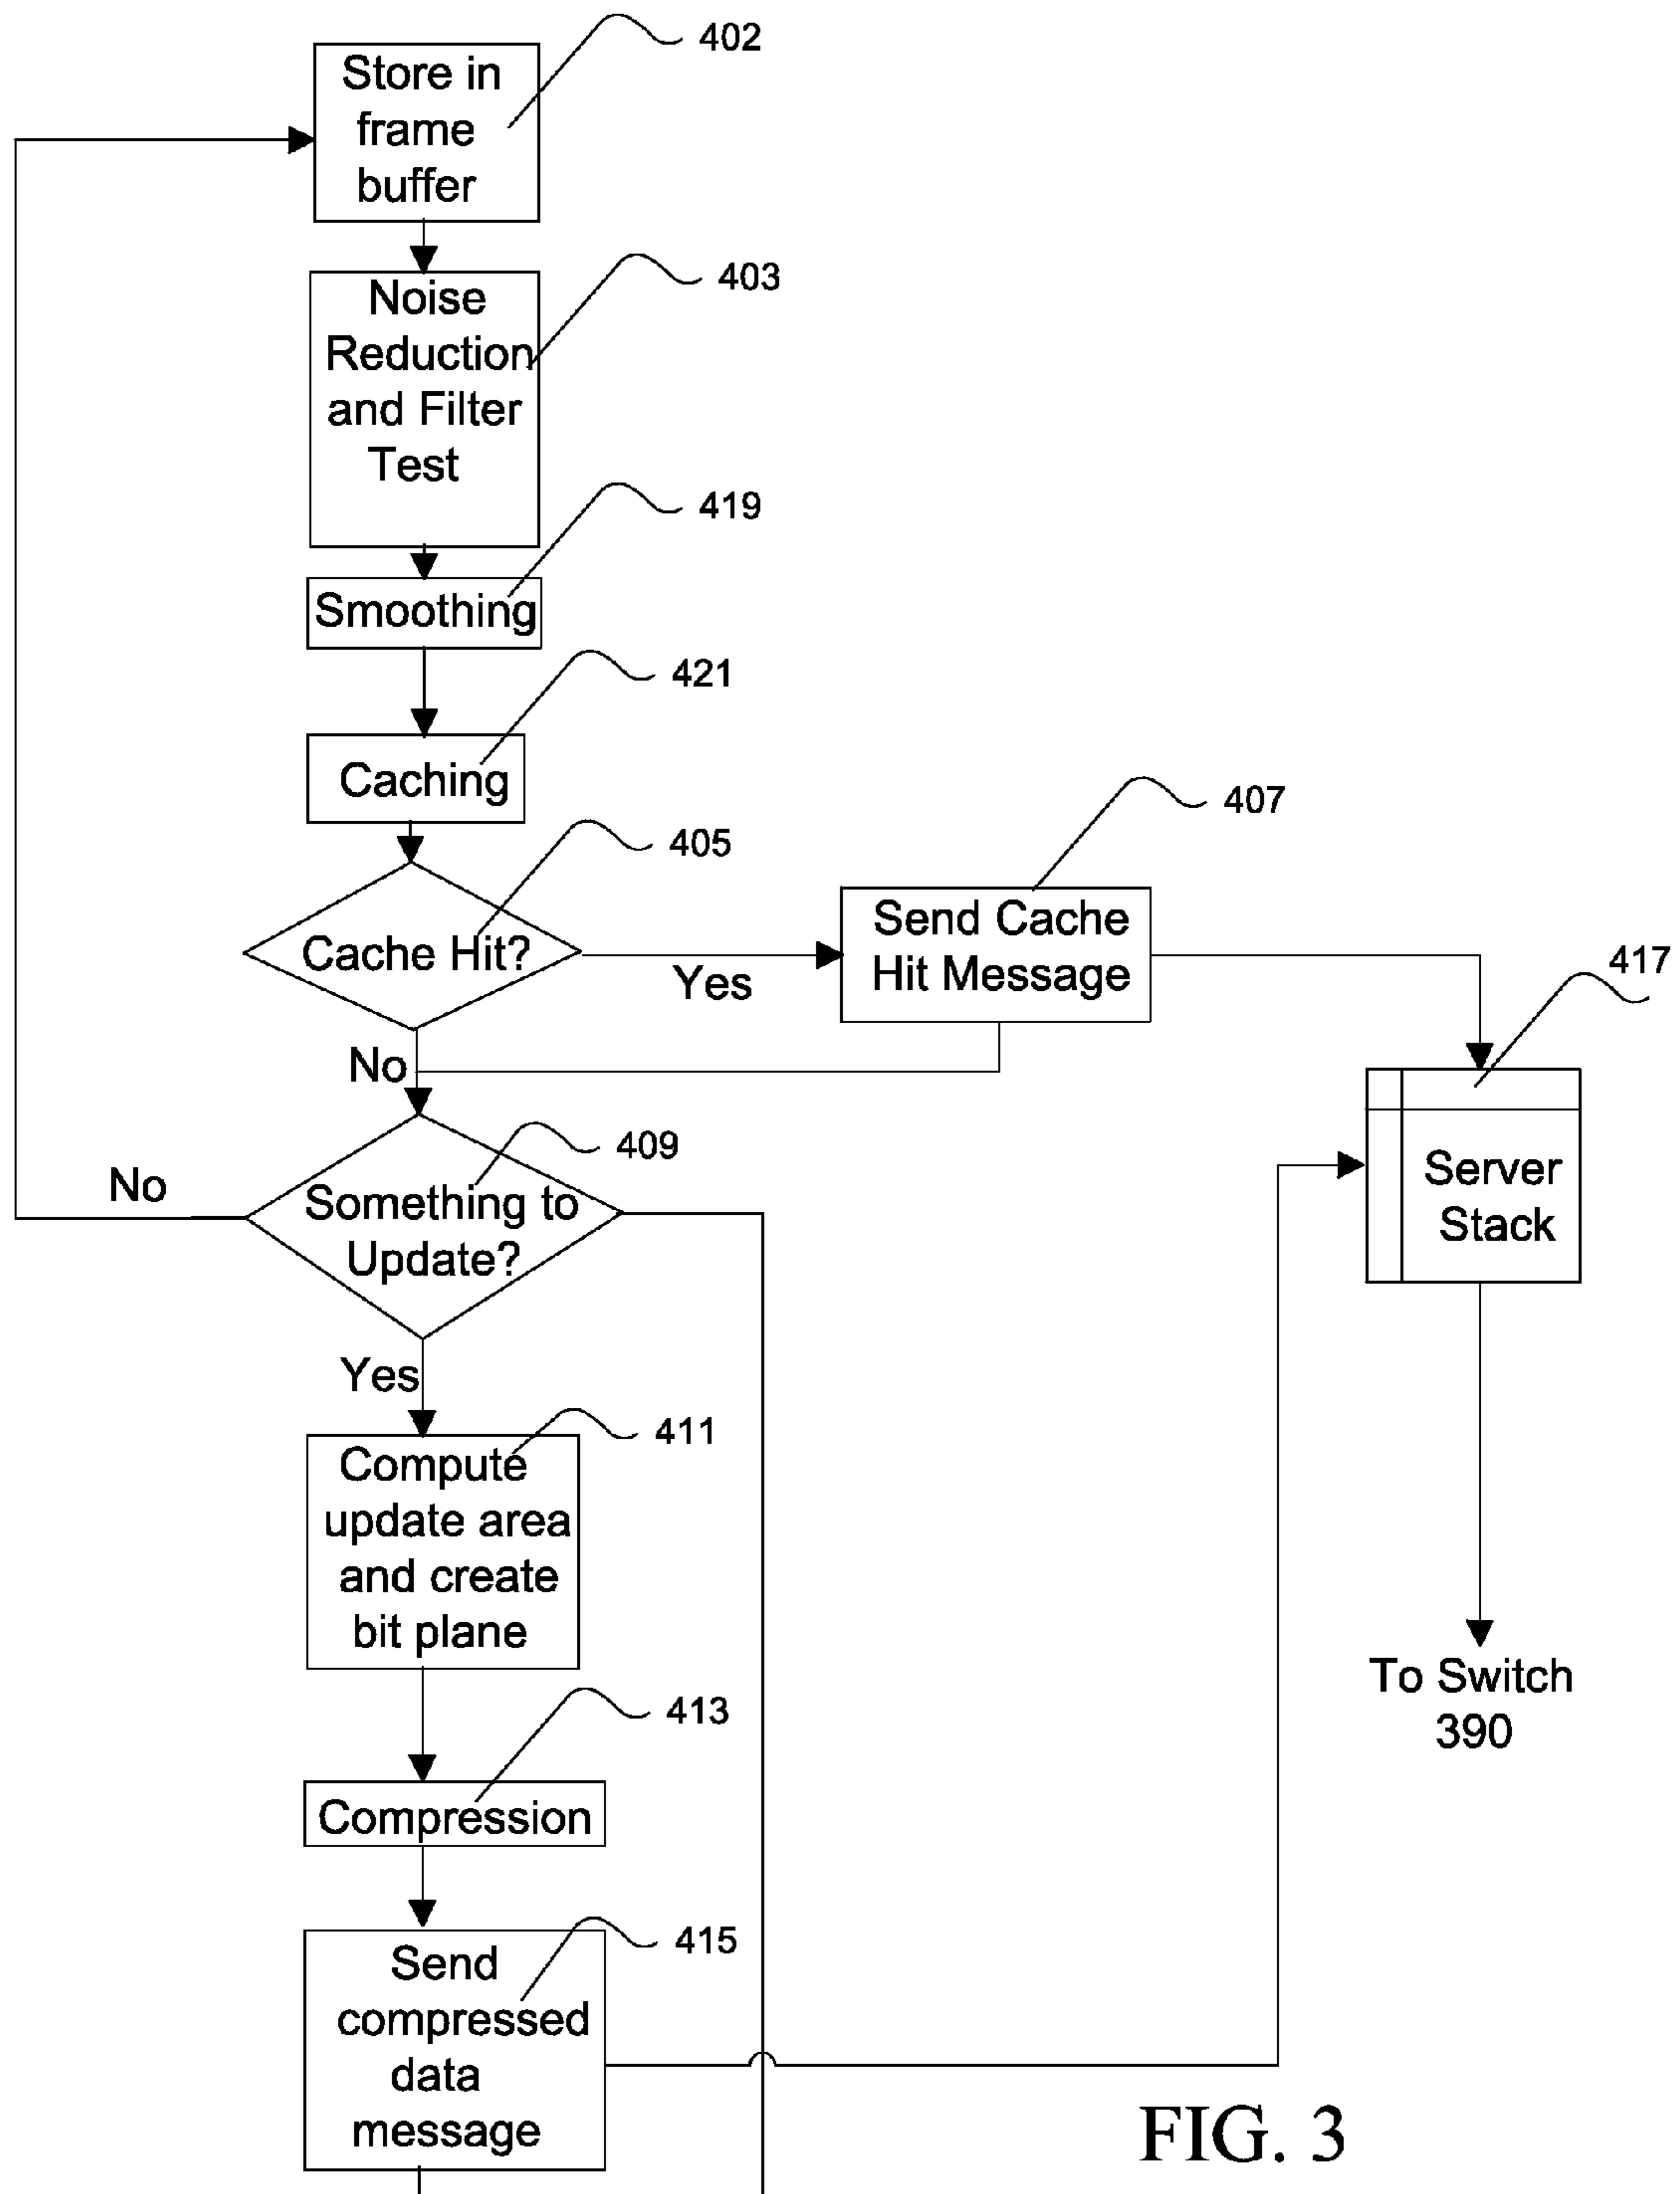 402
Store in
frame
buffer
403
Noise
Reduction
and Filter
Test
419
Smoothing
421
Caching
405
Cache Hit?
Yes
407
Send Cache
Hit Message
417
No
409
Something to
Update?
No
Server
Stack
Yes
411
Compute
update area
and create
bit plane
To Switch
390
413
Compression
415
Send
compressed
data
message
FIG. 3